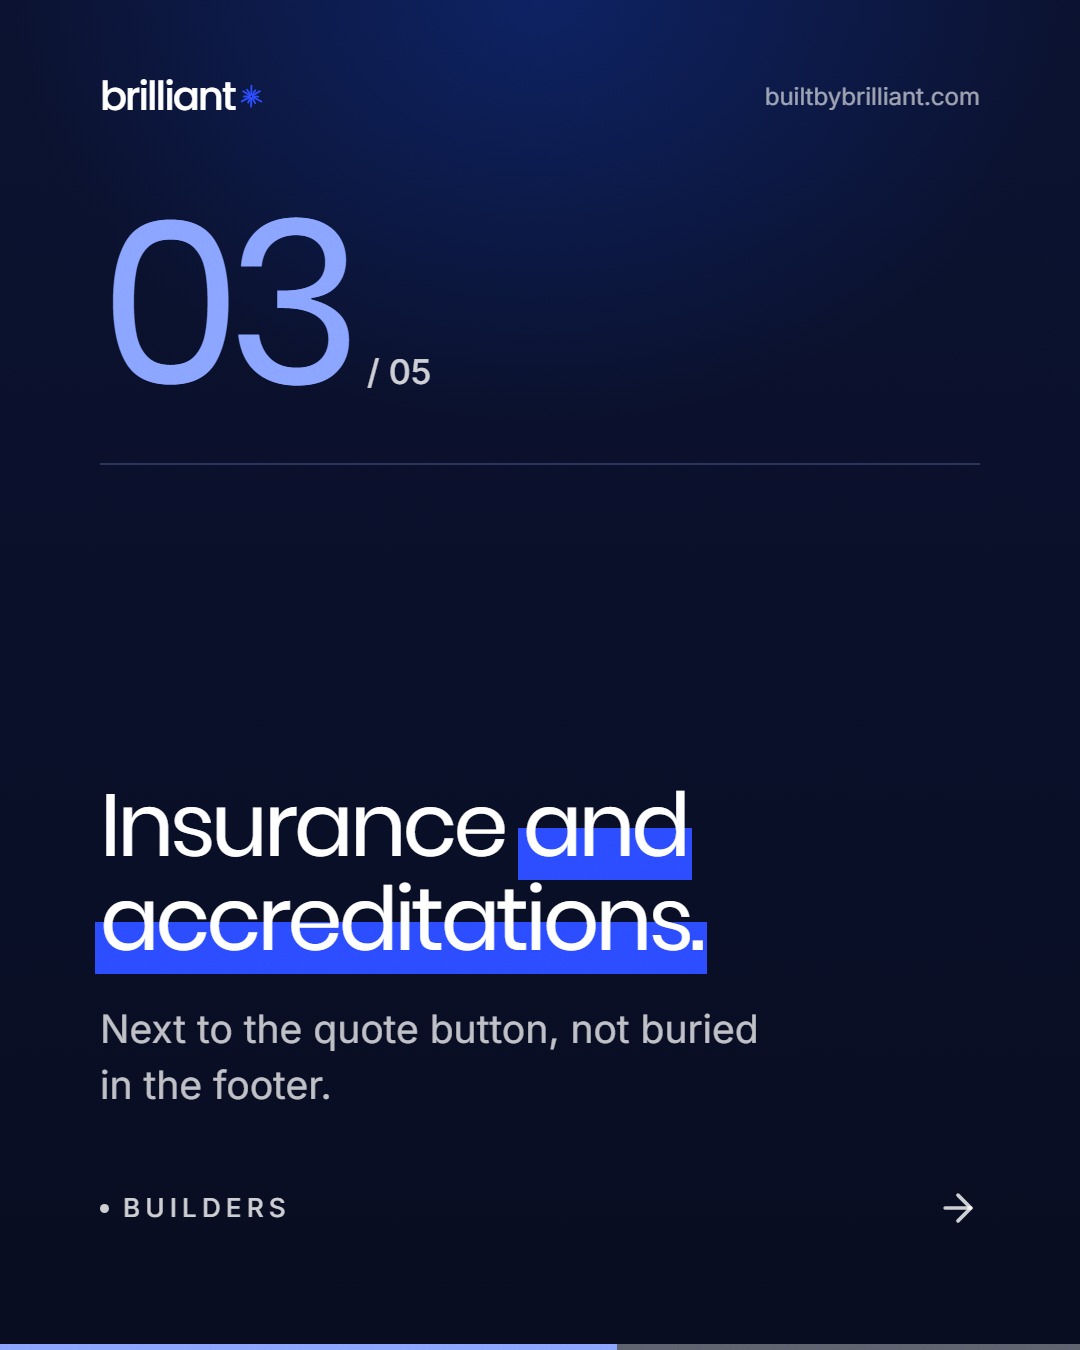 brilliant
builtbybrilliant.com
03 / 05
Insurance and
accreditations.
Next to the quote button, not buried
in the footer.
• BUILDERS